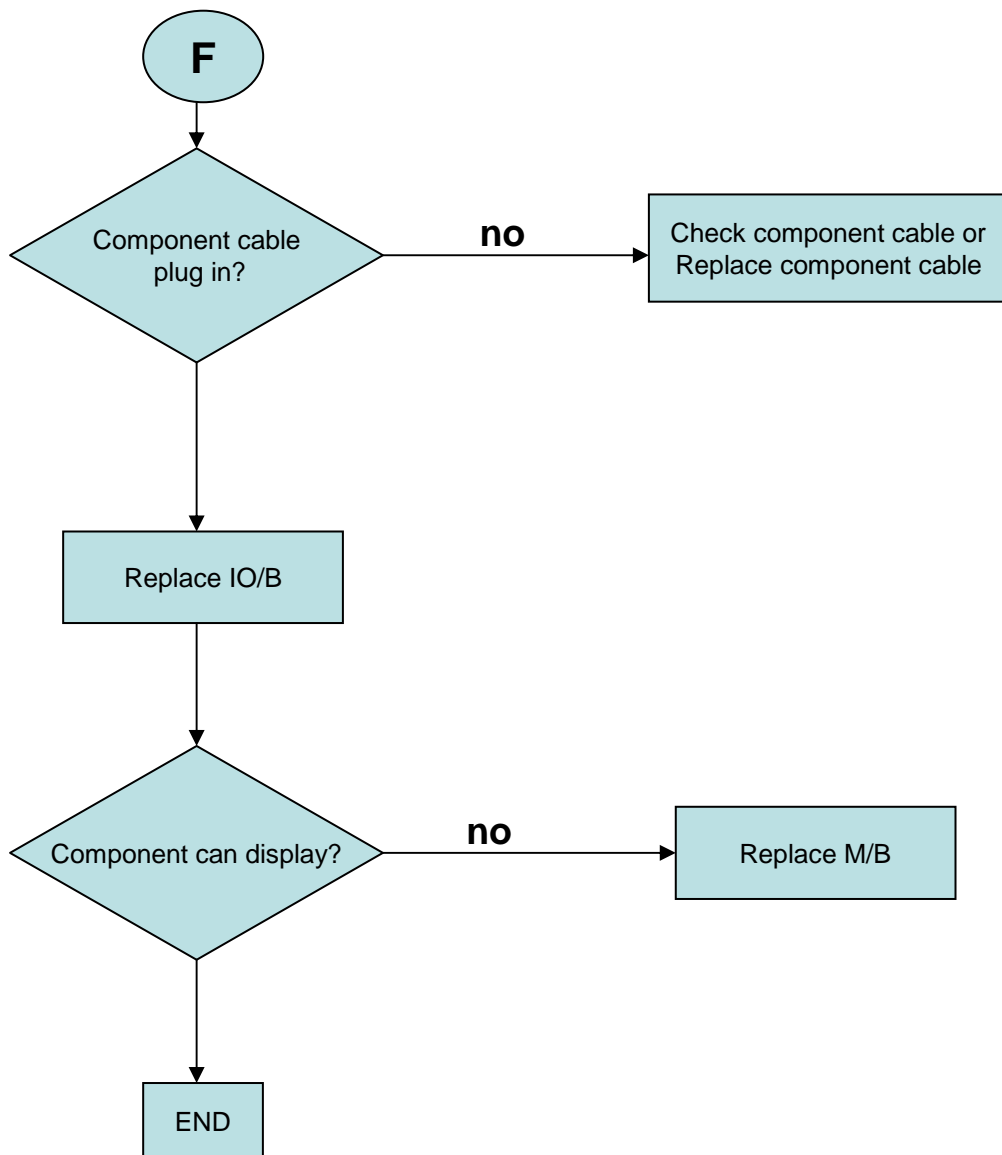 F
Component cable
plug in?
no
Check component cable or
Replace component cable
Replace IO/B
Component can display?
no
Replace M/B
END